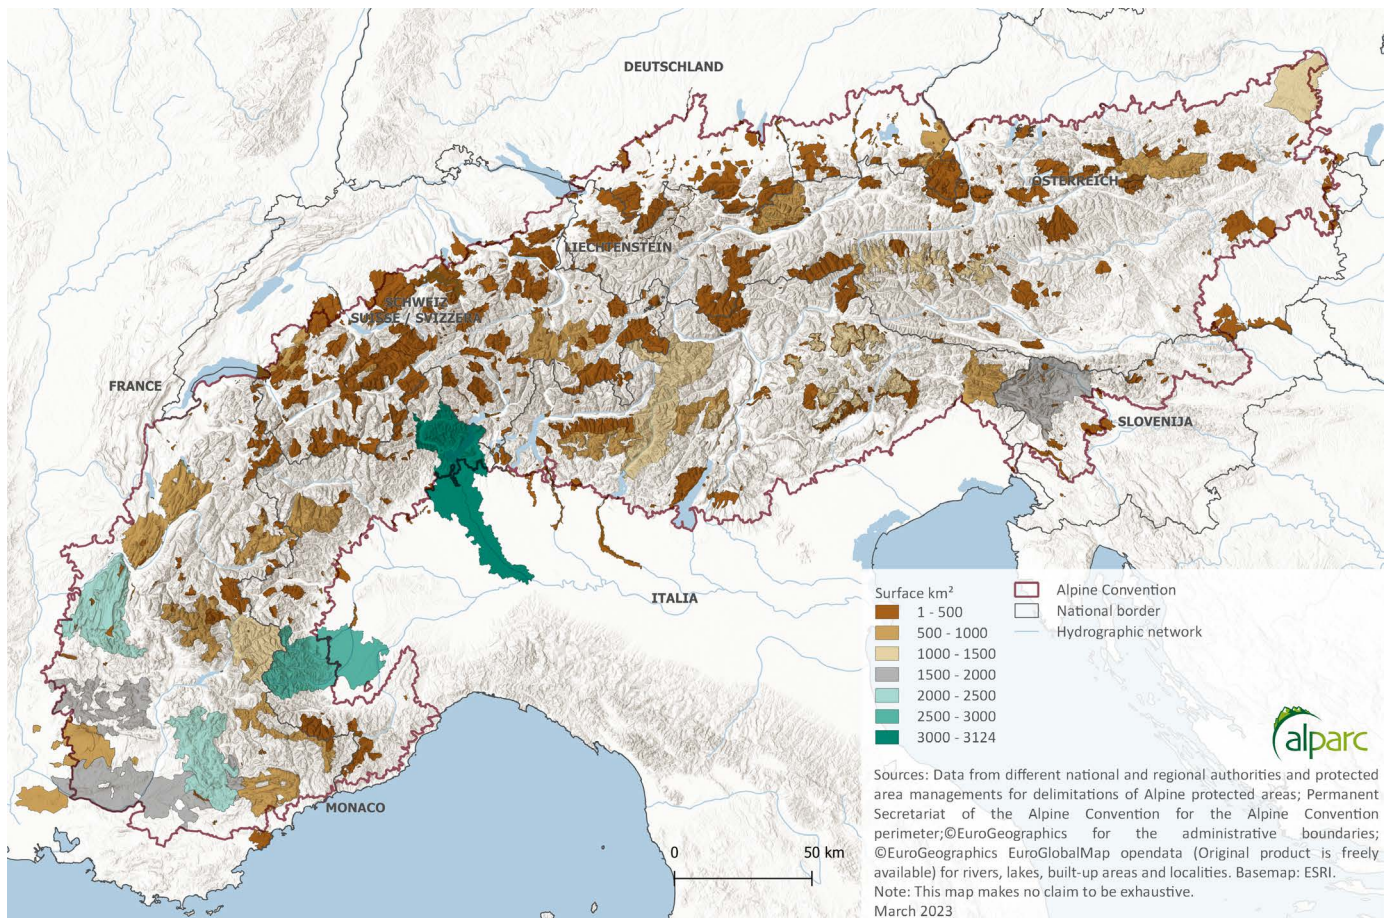 DEUTSCHLAND
ÖSTERREICH
LIECHTENSTEIN
SCHWEIZ
SUISSE / SVIZZERA
FRANCE
SLOVENIJA
ITALIA
MONACO
Surface km²
1 - 500
500 - 1000
1000 - 1500
1500 - 2000
2000 - 2500
2500 - 3000
3000 - 3124
Alpine Convention
National border
Hydrographic network
alparc
0 50 km
Sources: Data from different national and regional authorities and protected
area managements for delimitations of Alpine protected areas; Permanent
Secretariat of the Alpine Convention for the Alpine Convention
perimeter;©EuroGeographics for the administrative boundaries;
©EuroGeographics EuroGlobalMap opendata (Original product is freely
available) for rivers, lakes, built-up areas and localities. Basemap: ESRI.
Note: This map makes no claim to be exhaustive.
March 2023